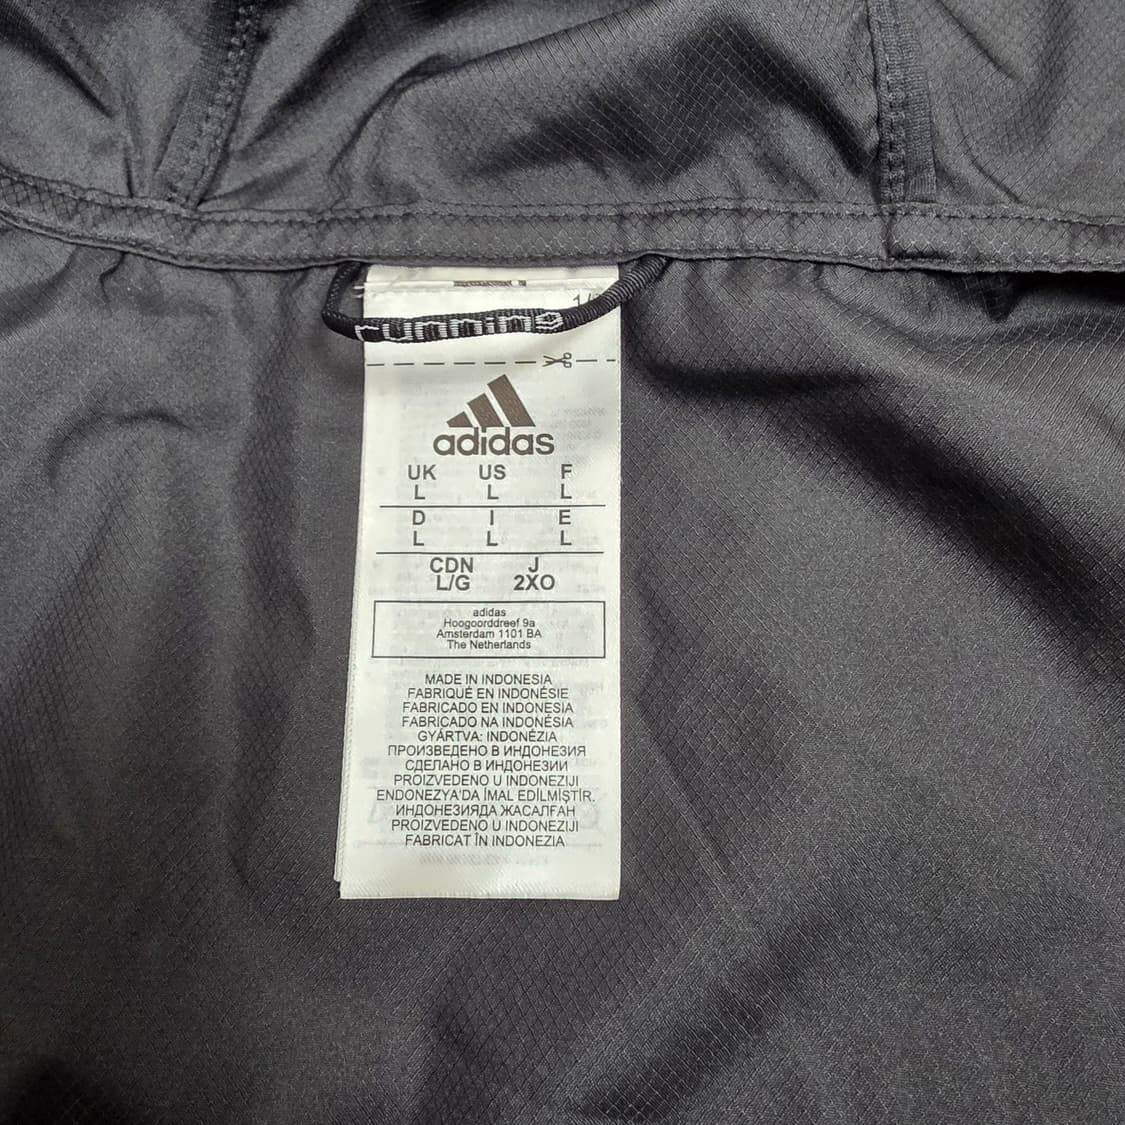 running
adidas
UK US F
L L L
D I E
L L L
CDN J
L/G 2XO
adidas
Hoogoorddreef 9a
Amsterdam 1101 BA
The Netherlands
MADE IN INDONESIA
FABRIQUÉ EN INDONÉSIE
FABRICADO EN INDONESIA
FABRICADO NA INDONÉSIA
GYÁRTVA: INDONÉZIA
ПРОИЗВЕДЕНО В ИНДОНЕЗИЯ
СДЕЛАНО В ИНДОНЕЗИИ
PROIZVEDENO U INDONEZIJI
ENDONEZYA'DA İMAL EDİLMİŞTİR.
ИНДОНЕЗИЯДА ЖАСАЛҒАН
PROIZVEDENO U INDONEZIJI
FABRICAT ÎN INDONEZIA